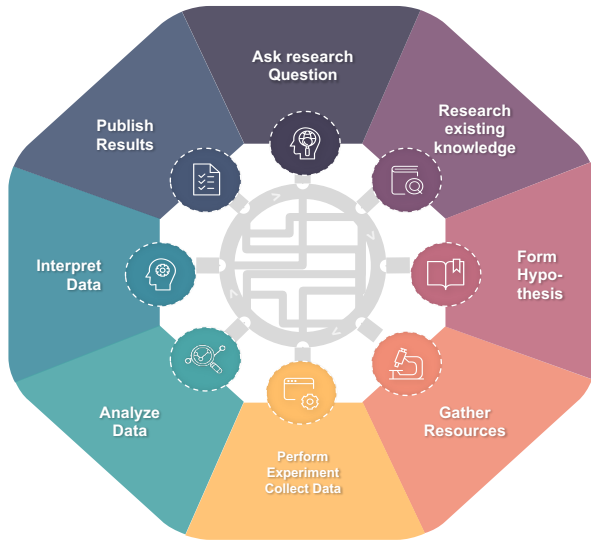 Ask research
Question
Research
existing
knowledge
Form
Hypo-
thesis
Gather
Resources
Perform
Experiment
Collect Data
Analyze
Data
Interpret
Data
Publish
Results